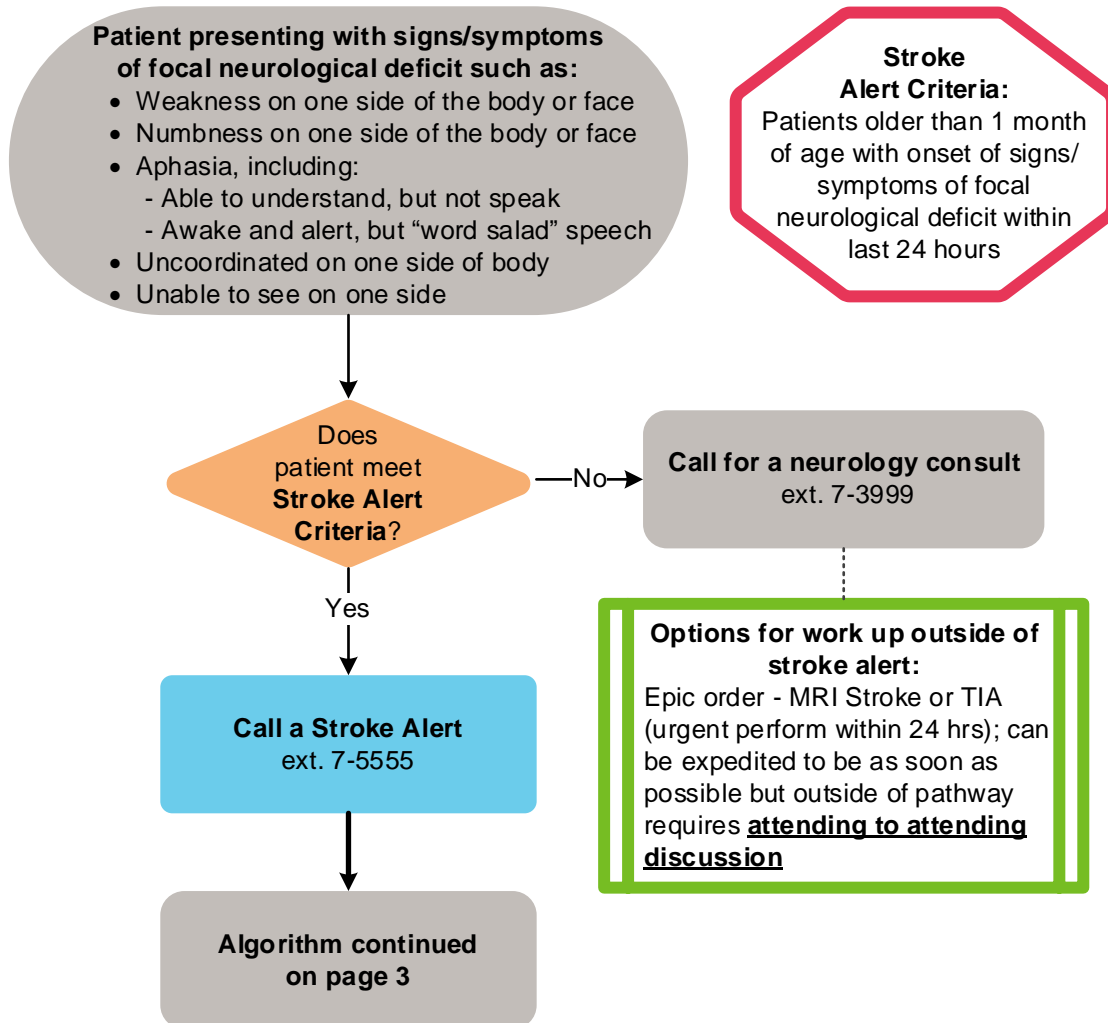 Patient presenting with signs/symptoms
of focal neurological deficit such as:
• Weakness on one side of the body or face
• Numbness on one side of the body or face
• Aphasia, including:
- Able to understand, but not speak
- Awake and alert, but “word salad” speech
• Uncoordinated on one side of body
• Unable to see on one side
Stroke
Alert Criteria:
Patients older than 1 month
of age with onset of signs/
symptoms of focal
neurological deficit within
last 24 hours
Does
patient meet
Stroke Alert
Criteria?
No
Call for a neurology consult
ext. 7-3999
Yes
Options for work up outside of
stroke alert:
Epic order - MRI Stroke or TIA
(urgent perform within 24 hrs); can
be expedited to be as soon as
possible but outside of pathway
requires attending to attending
discussion
Call a Stroke Alert
ext. 7-5555
Algorithm continued
on page 3